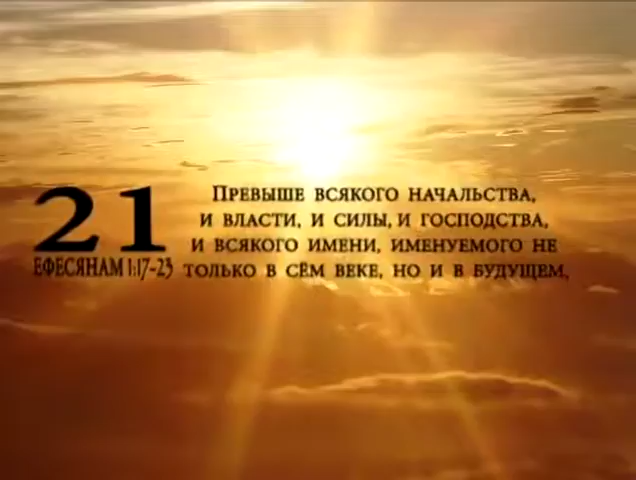 21
ЕФЕСЯНАМ 1:17-23
Превыше всякого начальства,
и власти, и силы, и господства,
и всякого имени, именуемого не
только в сём веке, но и в будущем,